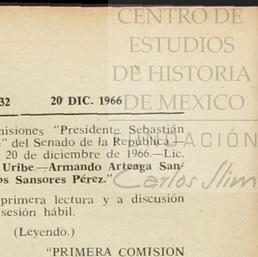 CENTRO DE
ESTUDIOS
DE HISTORIA
DE MEXICO
FUNDACIÓN
Carlos Slim
32 20 DIC. 1966
misiones "Presidente Sebastián
" del Senado de la República.—
20 de diciembre de 1966.—Lic.
Uribe.—Armando Arteaga San-
os Sansores Pérez."
primera lectura y a discusión
sesión hábil.
(Leyendo.)
"PRIMERA COMISION